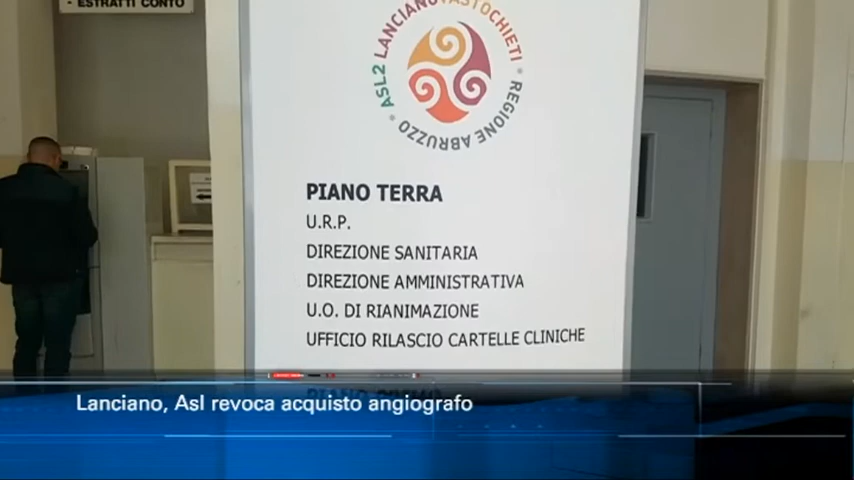 - ESTRATTI CONTO
ASL2 LANCIANOVASTOCHIETI
• REGIONE ABRUZZO •
PIANO TERRA
U.R.P.
DIREZIONE SANITARIA
DIREZIONE AMMINISTRATIVA
U.O. DI RIANIMAZIONE
UFFICIO RILASCIO CARTELLE CLINICHE
Lanciano, Asl revoca acquisto angiografo